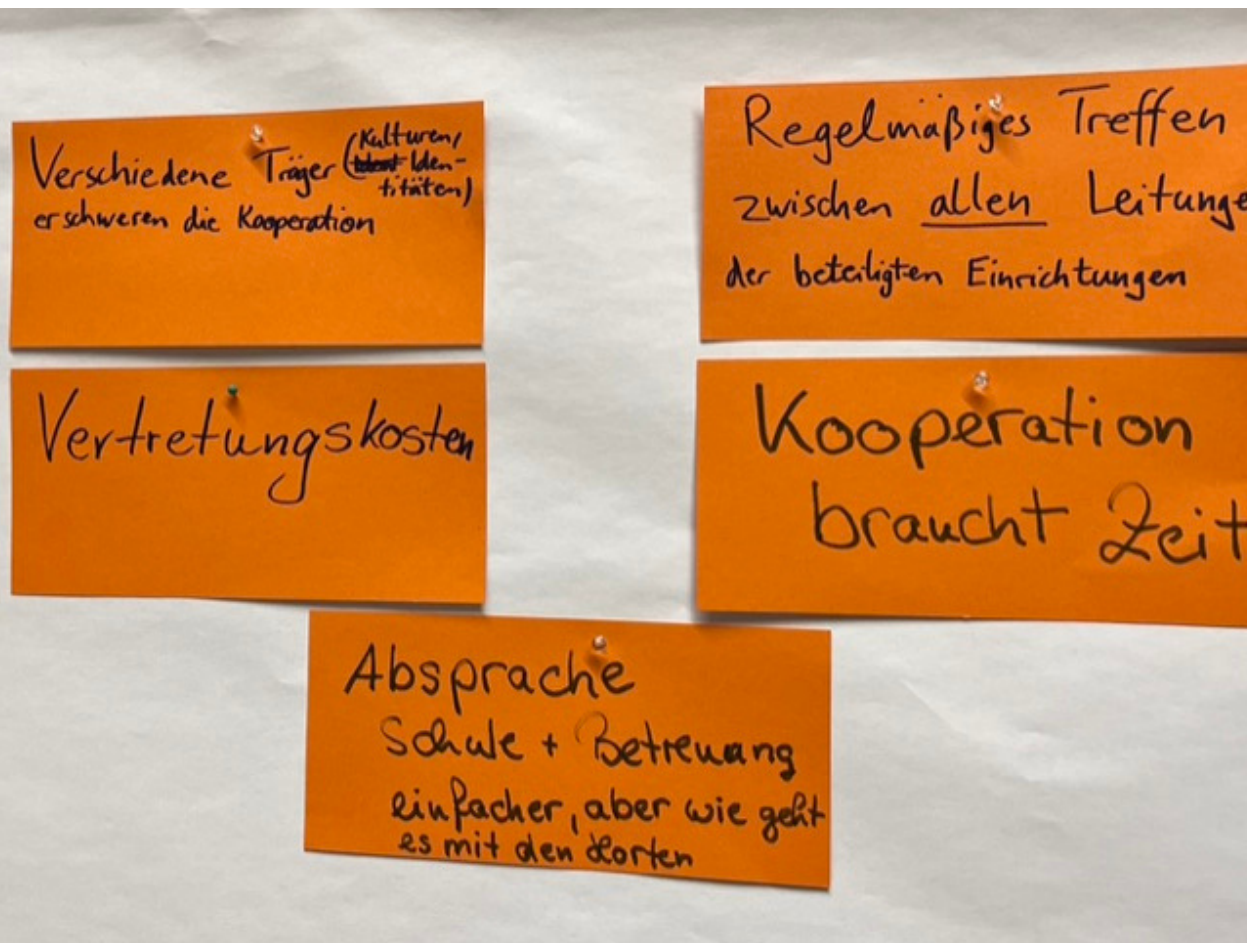 Verschiedene Träger (Kulturen/
Iden-
titäten)
erschweren die Kooperation
Regelmäßiges Treffen
zwischen allen Leitunge
der beteiligten Einrichtungen
Vertretungskosten
Kooperation
braucht Zeit
Absprache
Schule + Betreuung
einfacher, aber wie geht
es mit den Horten